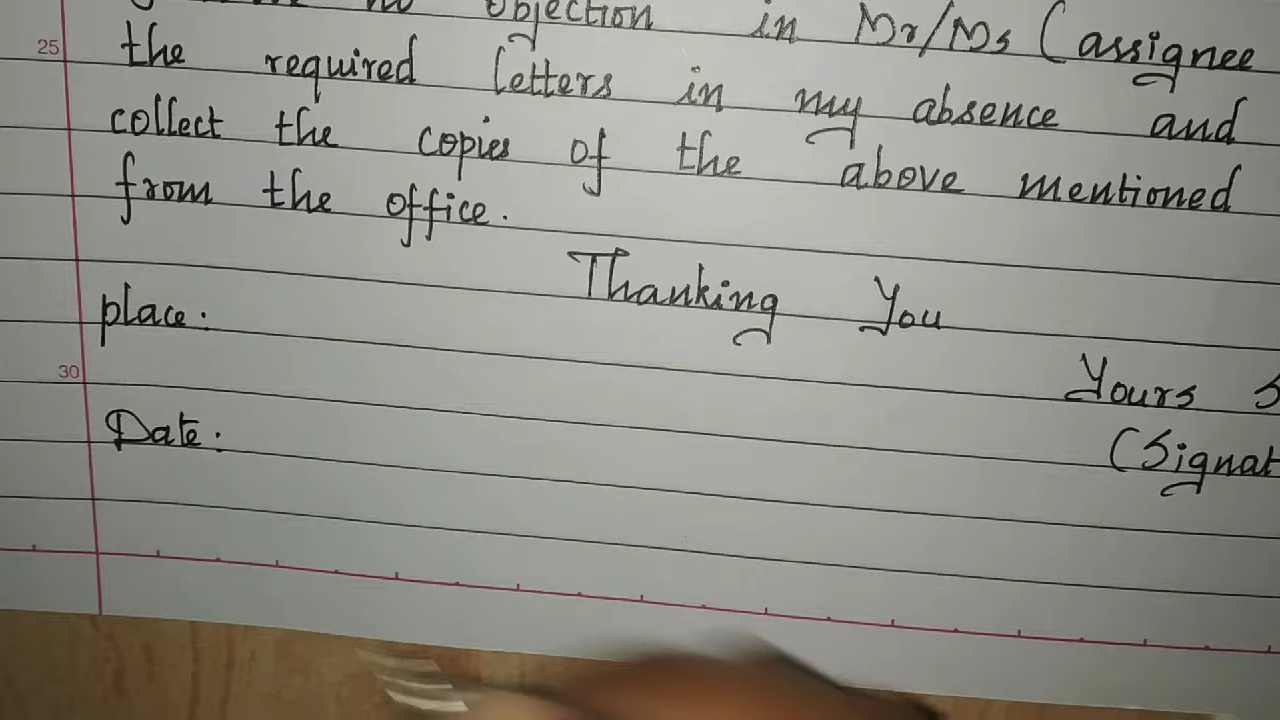 no objection in Mr/Ms (assignee
25
the required letters in my absence and
collect the copies of the above mentioned
from the office.
Thanking You
place:
30
Yours
Date:
(Signat